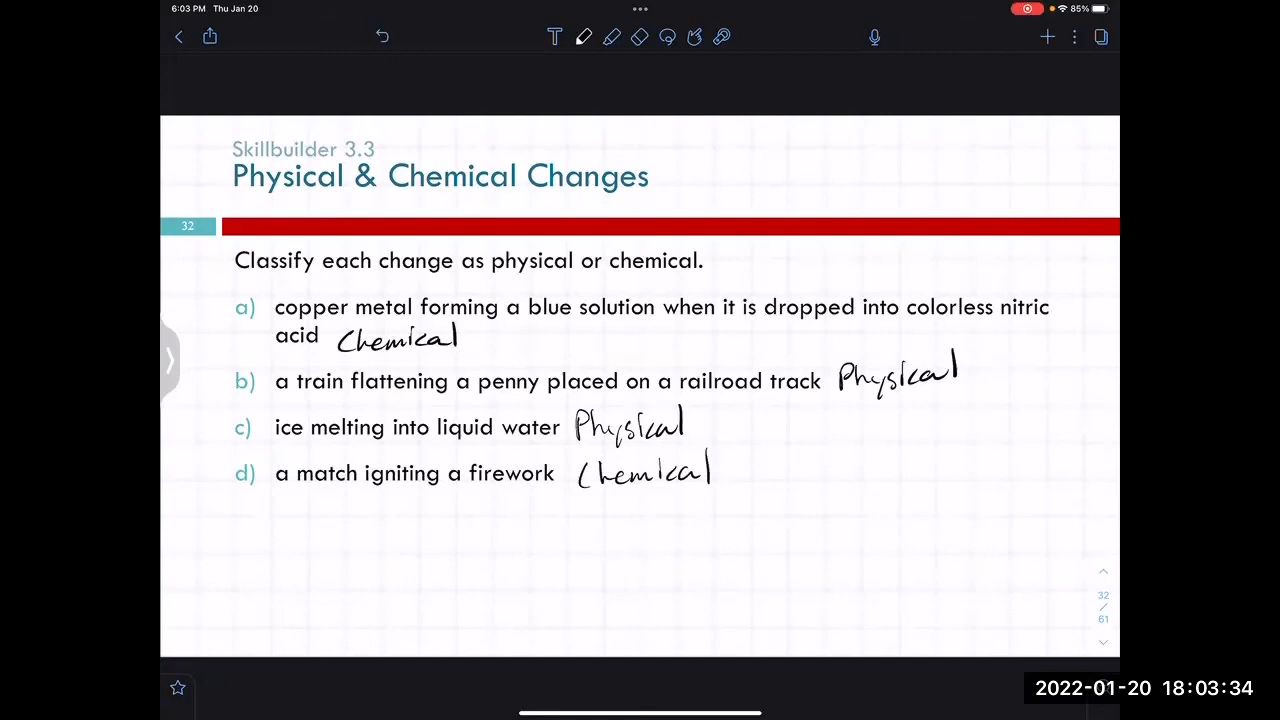 6:03 PM Thu Jan 20
85%
Skillbuilder 3.3
Physical & Chemical Changes
32
Classify each change as physical or chemical.
a) copper metal forming a blue solution when it is dropped into colorless nitric
acid Chemical
b) a train flattening a penny placed on a railroad track Physical
c) ice melting into liquid water Physical
d) a match igniting a firework Chemical
32
/
61
2022-01-20 18:03:34